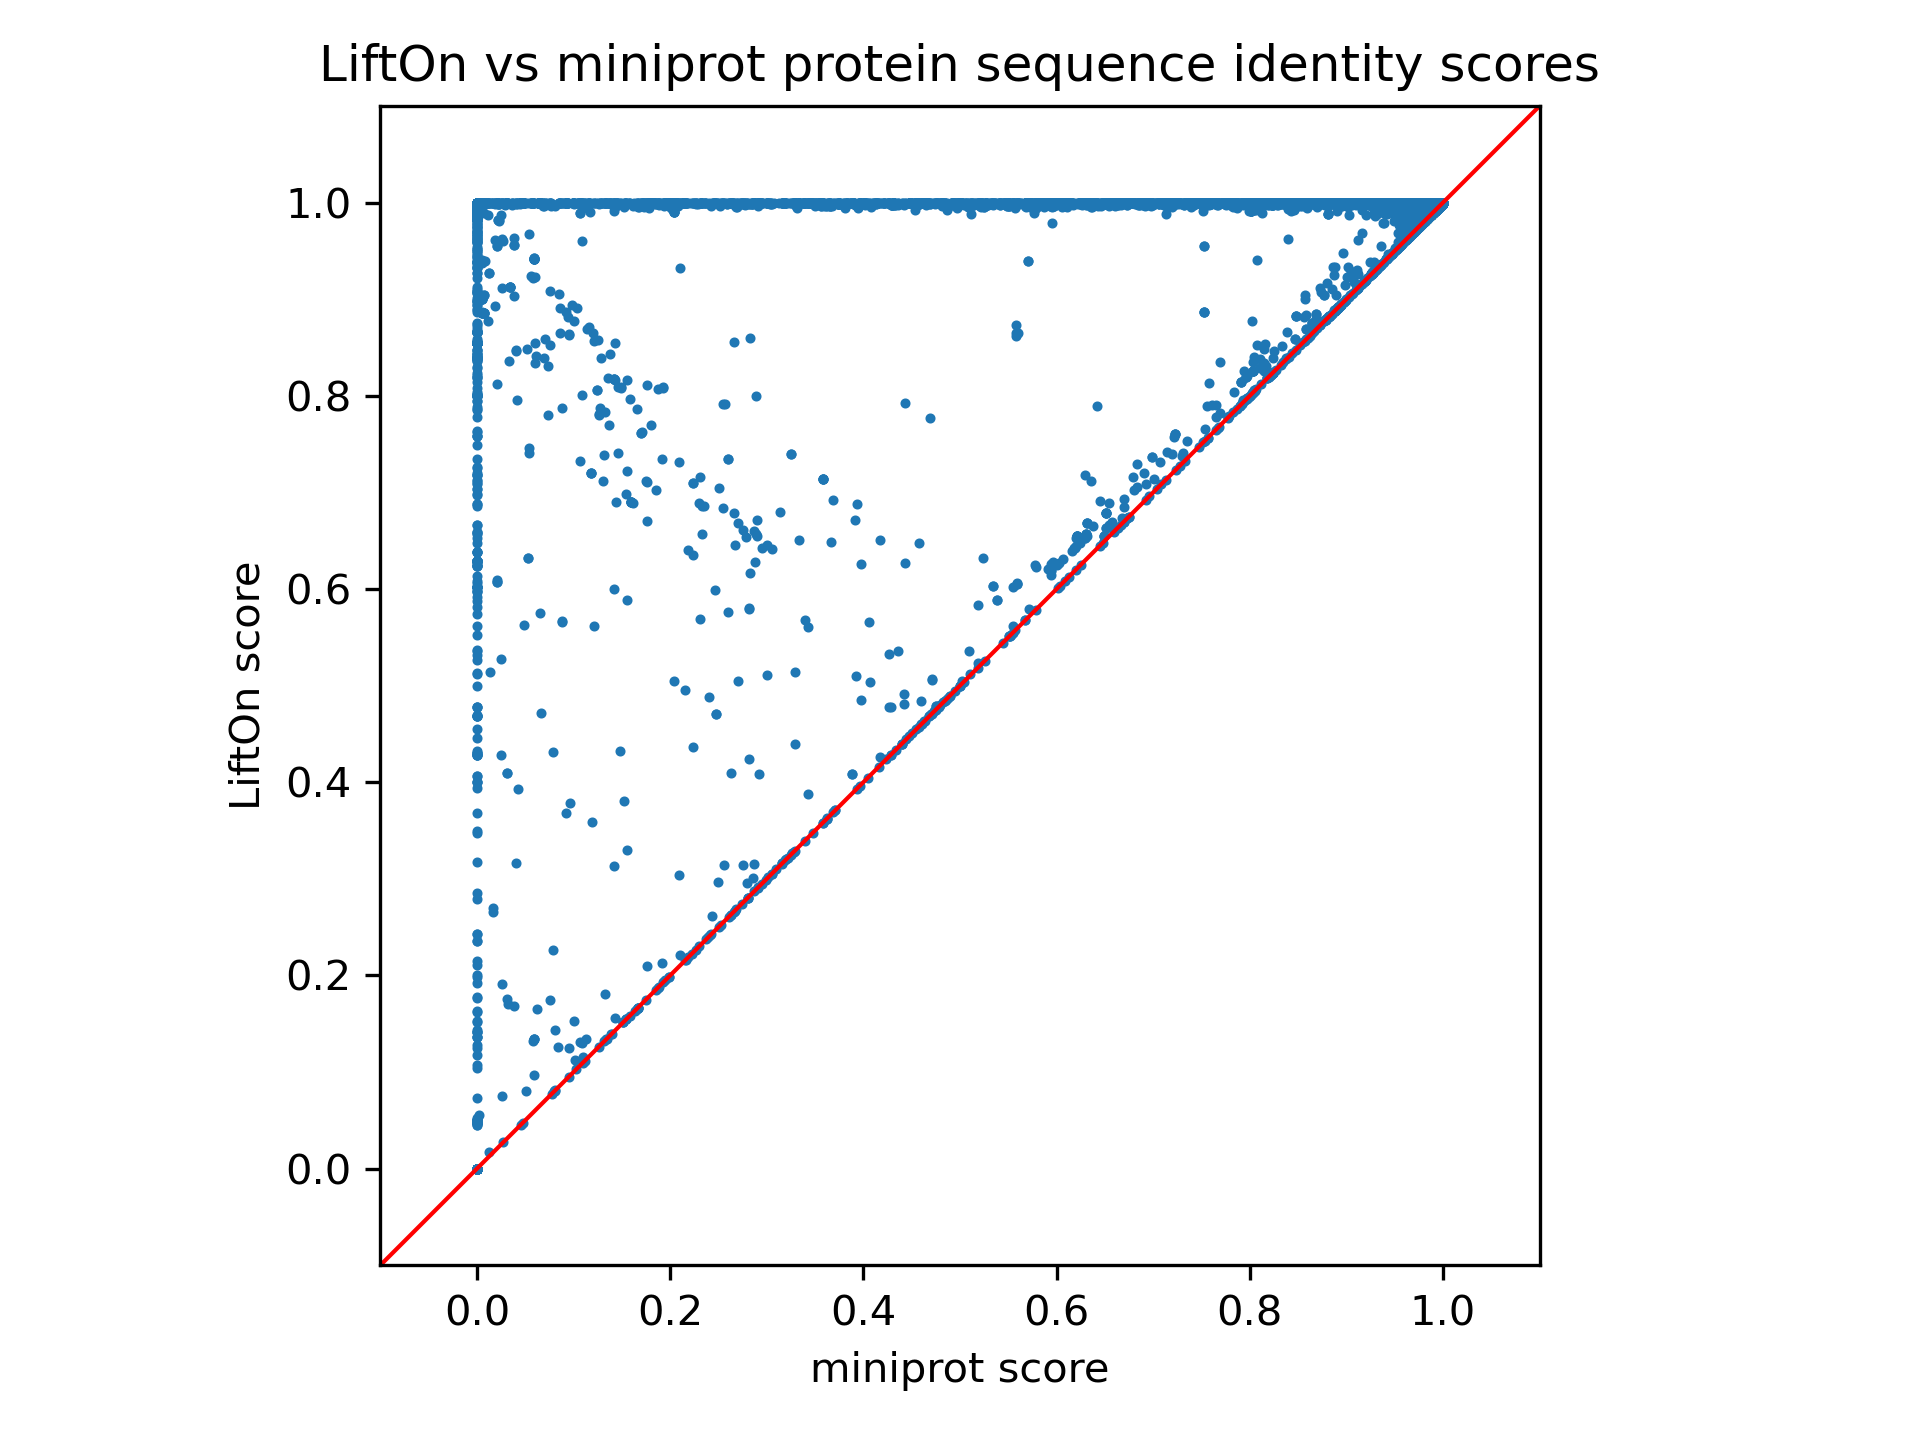 LiftOn vs miniprot protein sequence identity scores
1.0
0.8
0.6
0.4
0.2
0.0
LiftOn score
0.0 0.2 0.4 0.6 0.8 1.0
miniprot score